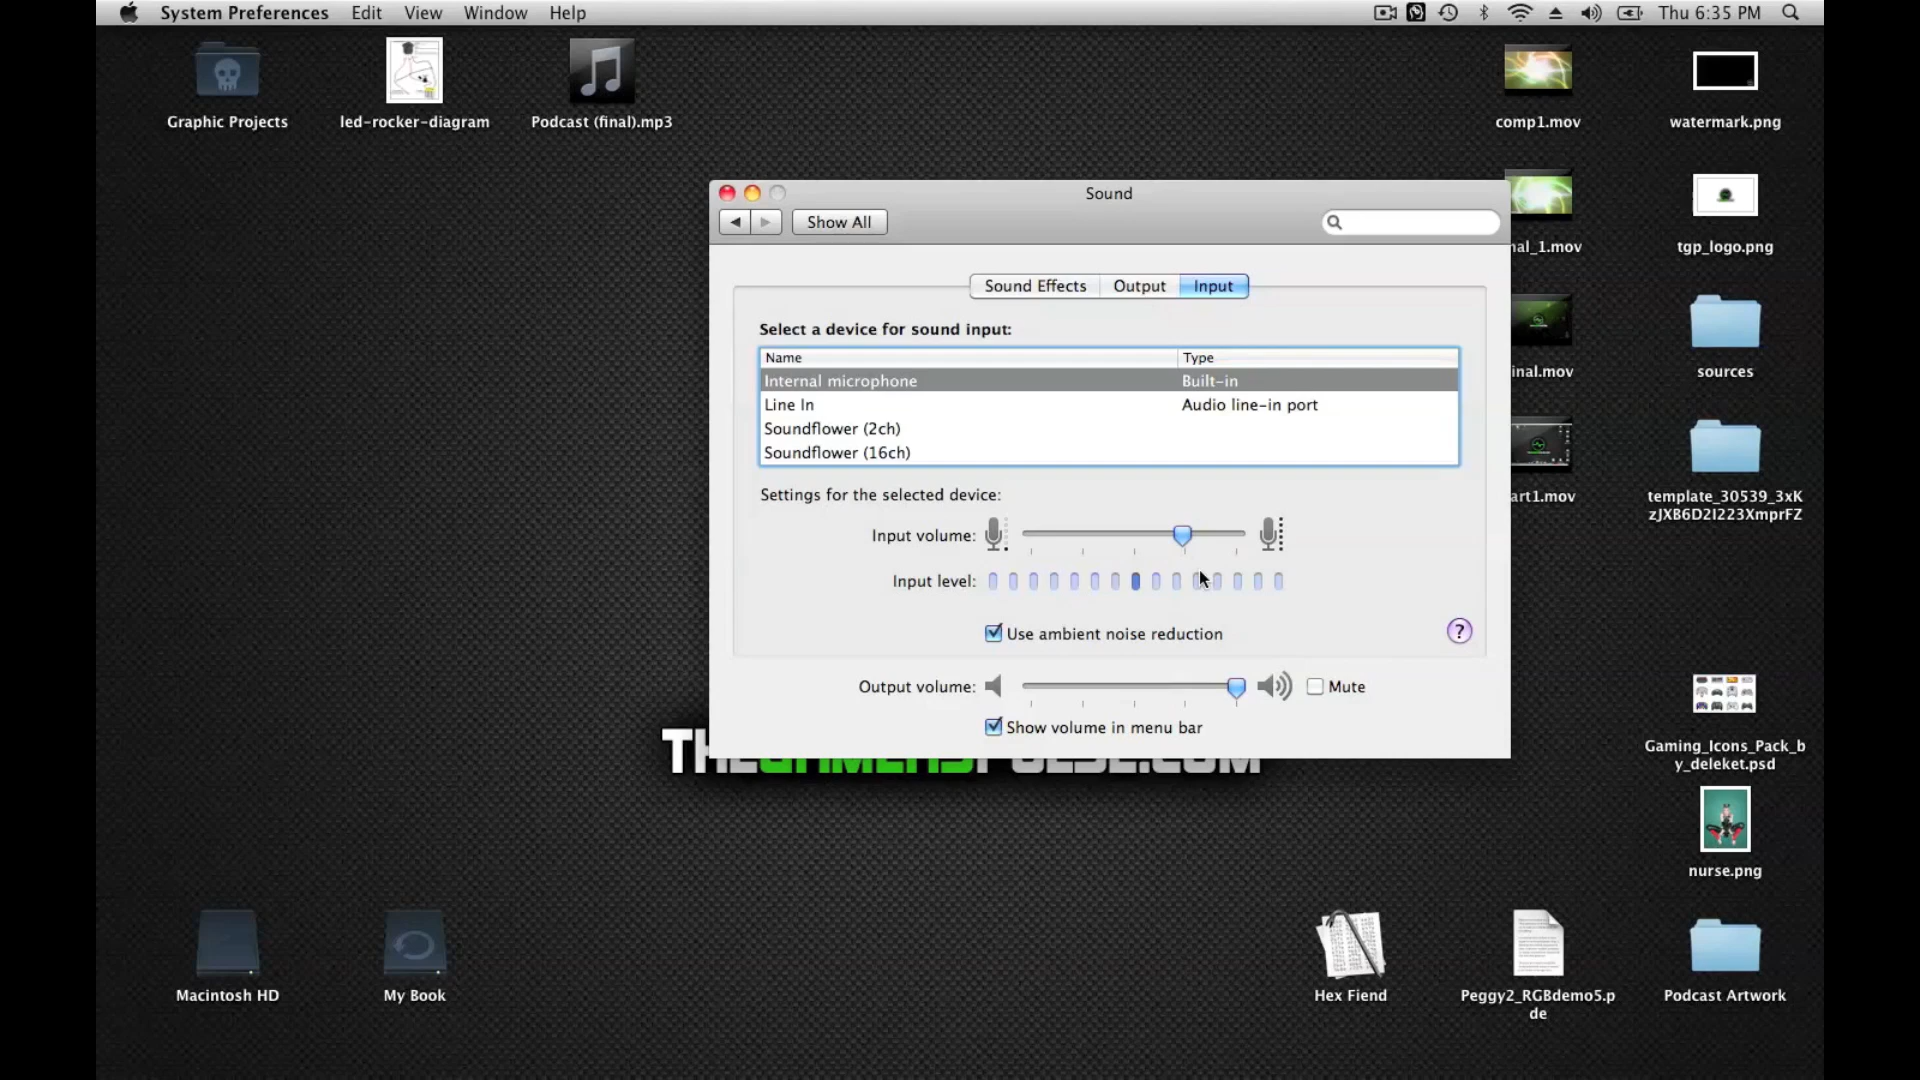 System Preferences Edit View Window Help
Thu 6:35 PM
Graphic Projects
led-rocker-diagram
Podcast (final).mp3
comp1.mov
watermark.png
Sound
Show All
nal_1.mov
tgp_logo.png
Sound Effects Output Input
Select a device for sound input:
Name Type
Internal microphone Built-in
Line In Audio line-in port
Soundflower (2ch)
Soundflower (16ch)
inal.mov
sources
art1.mov
template_30539_3xK
zJXB6D2I223XmprFZ
Settings for the selected device:
Input volume:
Input level:
Use ambient noise reduction
?
Output volume:
Mute
Show volume in menu bar
THEGAMERSPULSE.COM
Gaming_Icons_Pack_b
y_deleket.psd
nurse.png
Macintosh HD
My Book
Hex Fiend
Peggy2_RGBdemo5.p
de
Podcast Artwork